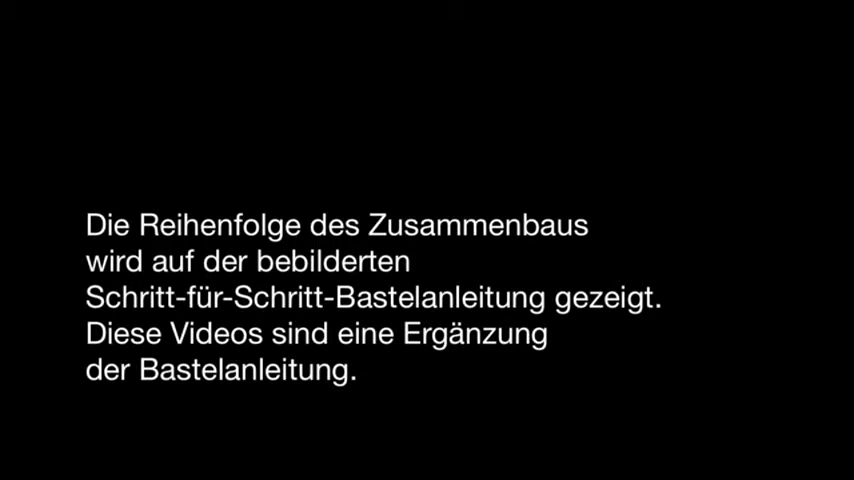 Die Reihenfolge des Zusammenbaus
wird auf der bebilderten
Schritt-für-Schritt-Bastelanleitung gezeigt.
Diese Videos sind eine Ergänzung
der Bastelanleitung.